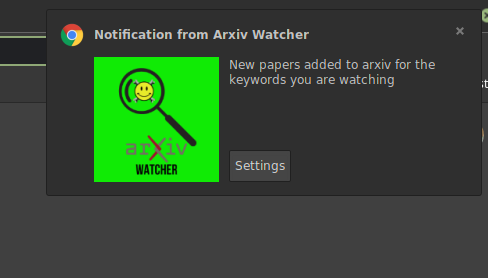 Notification from Arxiv Watcher
New papers added to arxiv for the
keywords you are watching
arXiv
WATCHER
Settings